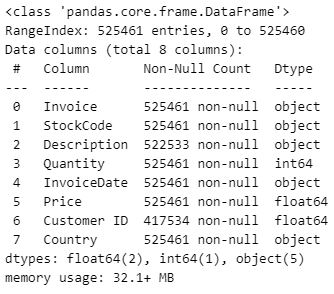 <class 'pandas.core.frame.DataFrame'>
RangeIndex: 525461 entries, 0 to 525460
Data columns (total 8 columns):
 #   Column       Non-Null Count   Dtype
---  ------       --------------   -----
 0   Invoice      525461 non-null  object
 1   StockCode    525461 non-null  object
 2   Description  522533 non-null  object
 3   Quantity     525461 non-null  int64
 4   InvoiceDate  525461 non-null  object
 5   Price        525461 non-null  float64
 6   Customer ID  417534 non-null  float64
 7   Country      525461 non-null  object
dtypes: float64(2), int64(1), object(5)
memory usage: 32.1+ MB